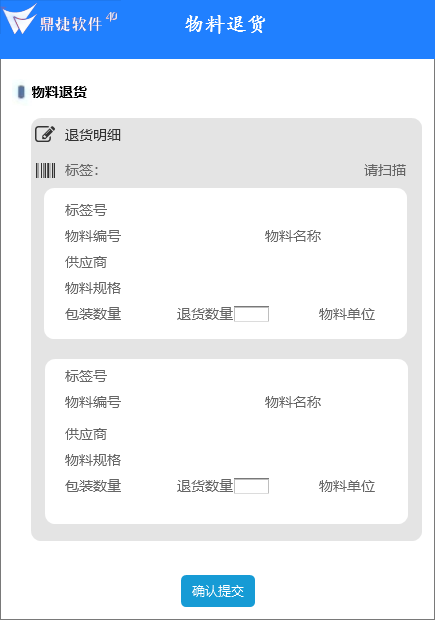 鼎捷软件 40
物料退货
物料退货
退货明细
标签： 请扫描
标签号
物料编号 物料名称
供应商
物料规格
包装数量 退货数量 物料单位
标签号
物料编号 物料名称
供应商
物料规格
包装数量 退货数量 物料单位
确认提交